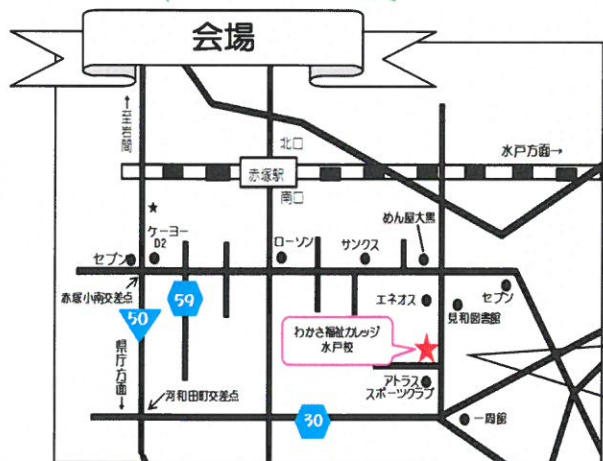 会場
←至岩間
北口
水戸方面→
赤塚駅
南口
ケーヨー
D2
めん屋大黒
セブン
ローソン
サンクス
赤塚小南交差点
59
エネオス
セブン
50
見和図書館
わかさ福祉カレッジ
水戸校
県庁方面→
アトラス
スポーツクラブ
河和田町交差点
30
一周館